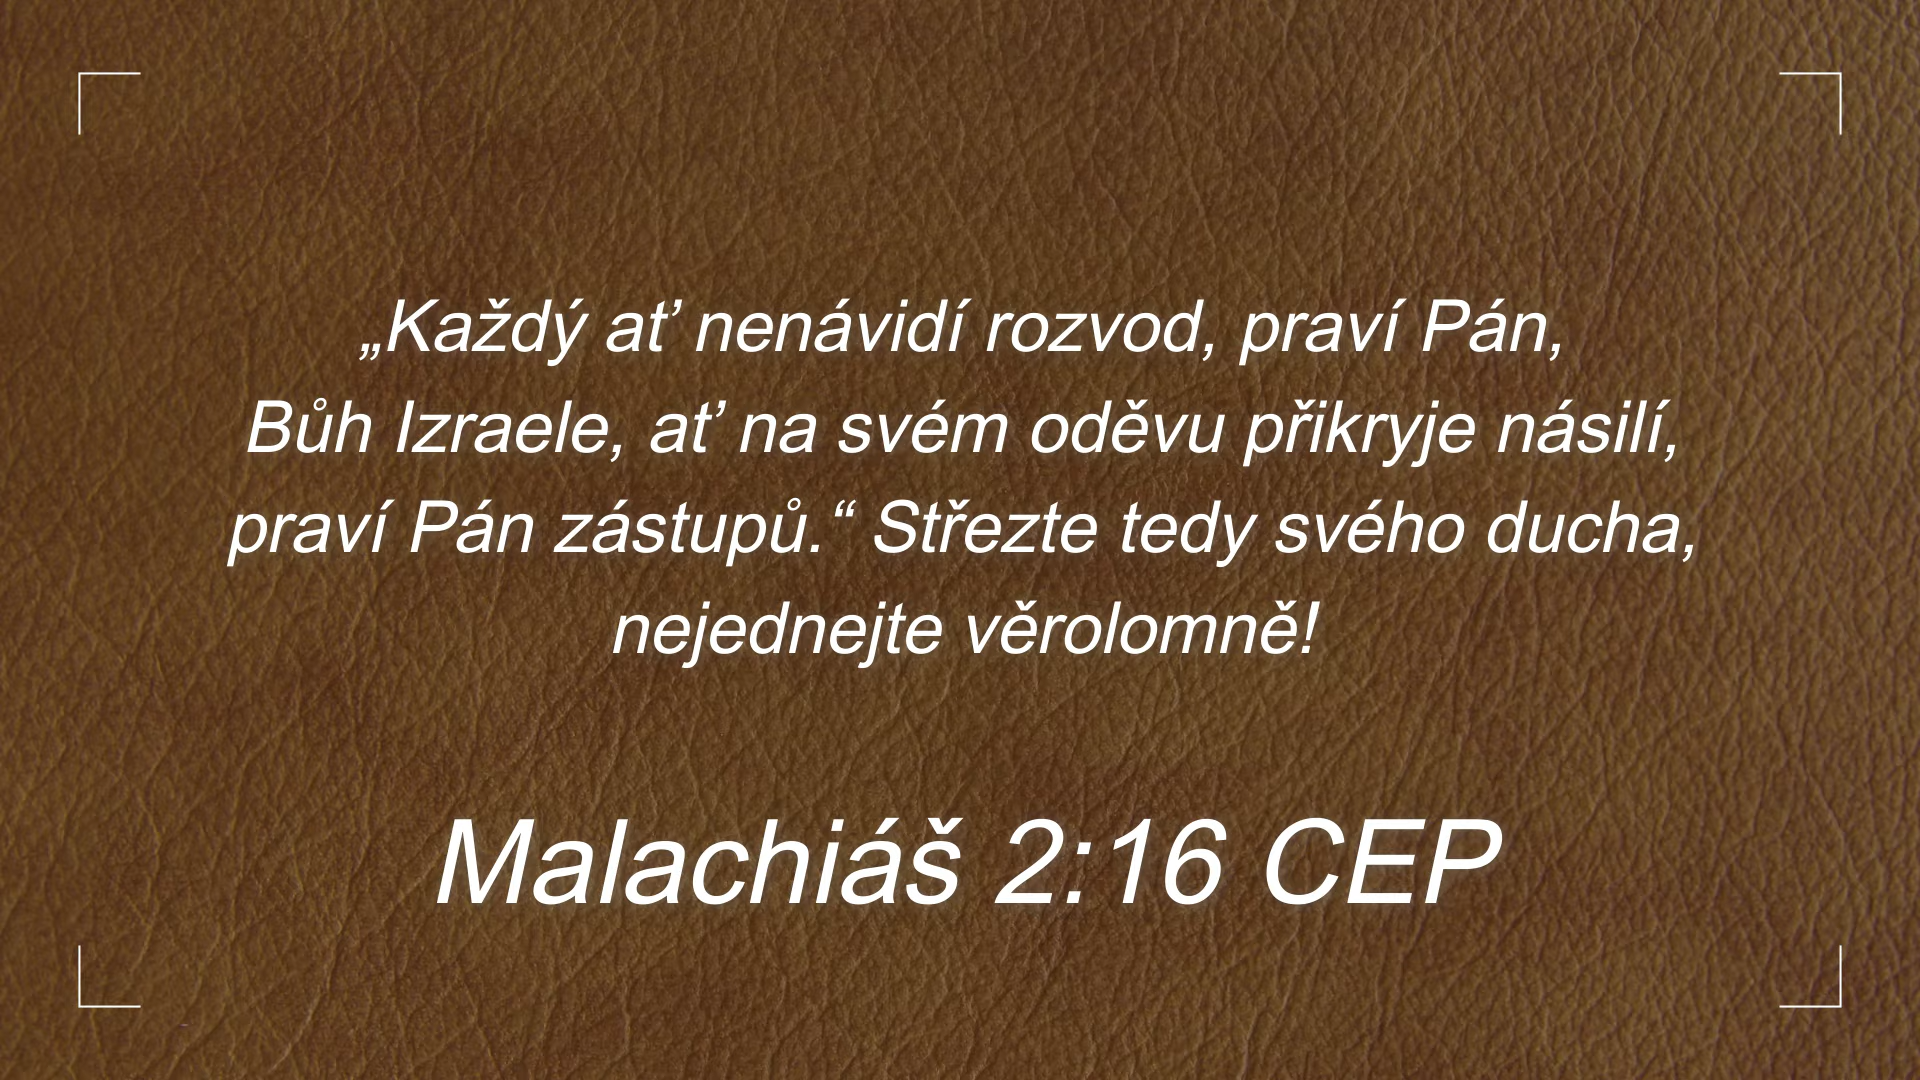 „Každý ať nenávidí rozvod, praví Pán,
Bůh Izraele, ať na svém oděvu přikryje násilí,
praví Pán zástupů.“ Střezte tedy svého ducha,
nejednejte věrolomně!
Malachiáš 2:16 CEP